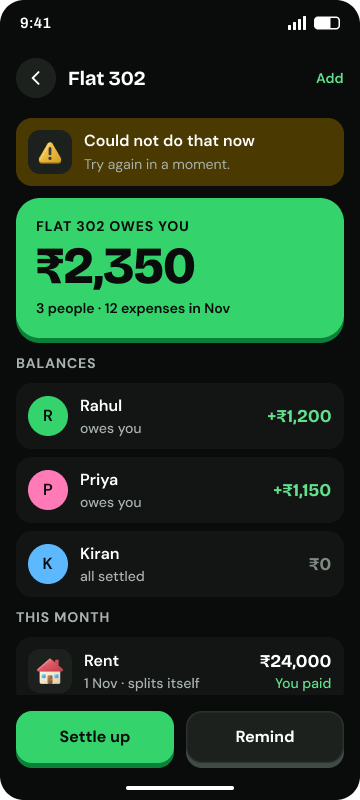 9:41
Flat 302
Add
Could not do that now
Try again in a moment.
FLAT 302 OWES YOU
₹2,350
3 people · 12 expenses in Nov
BALANCES
R
Rahul
+₹1,200
owes you
P
Priya
+₹1,150
owes you
K
Kiran
₹0
all settled
THIS MONTH
Rent
₹24,000
1 Nov · splits itself
You paid
Settle up
Remind